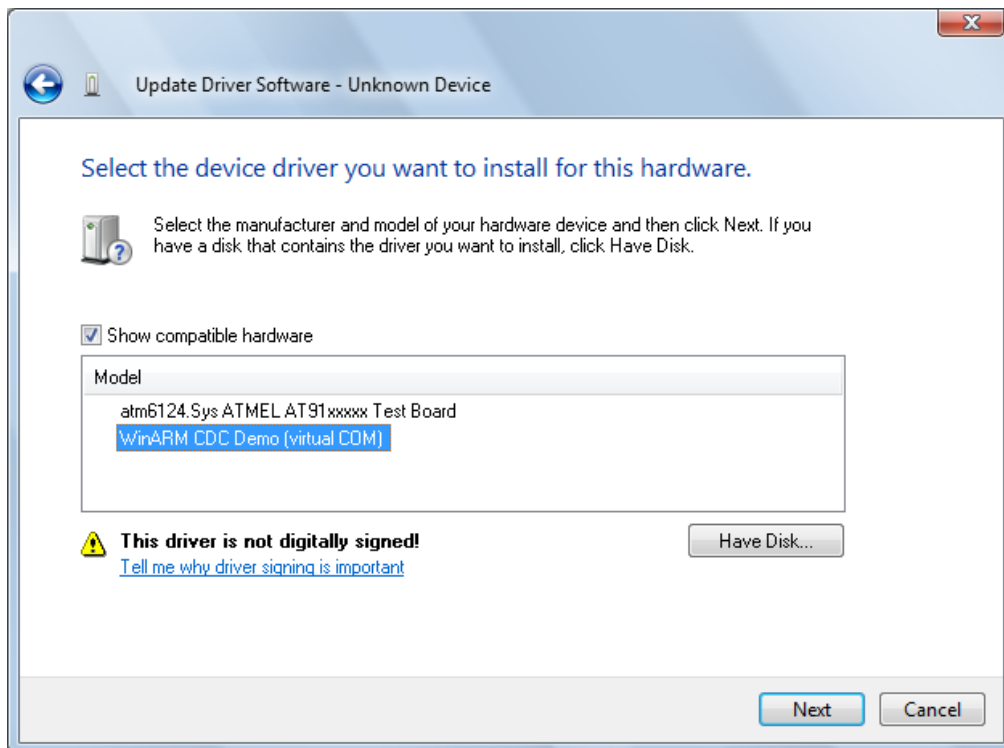 Update Driver Software - Unknown Device
Select the device driver you want to install for this hardware.
Select the manufacturer and model of your hardware device and then click Next. If you
have a disk that contains the driver you want to install, click Have Disk.
Show compatible hardware
Model
atm6124.Sys ATMEL AT91xxxxx Test Board
WinARM CDC Demo (virtual COM)
This driver is not digitally signed!
Have Disk...
Tell me why driver signing is important
Next
Cancel